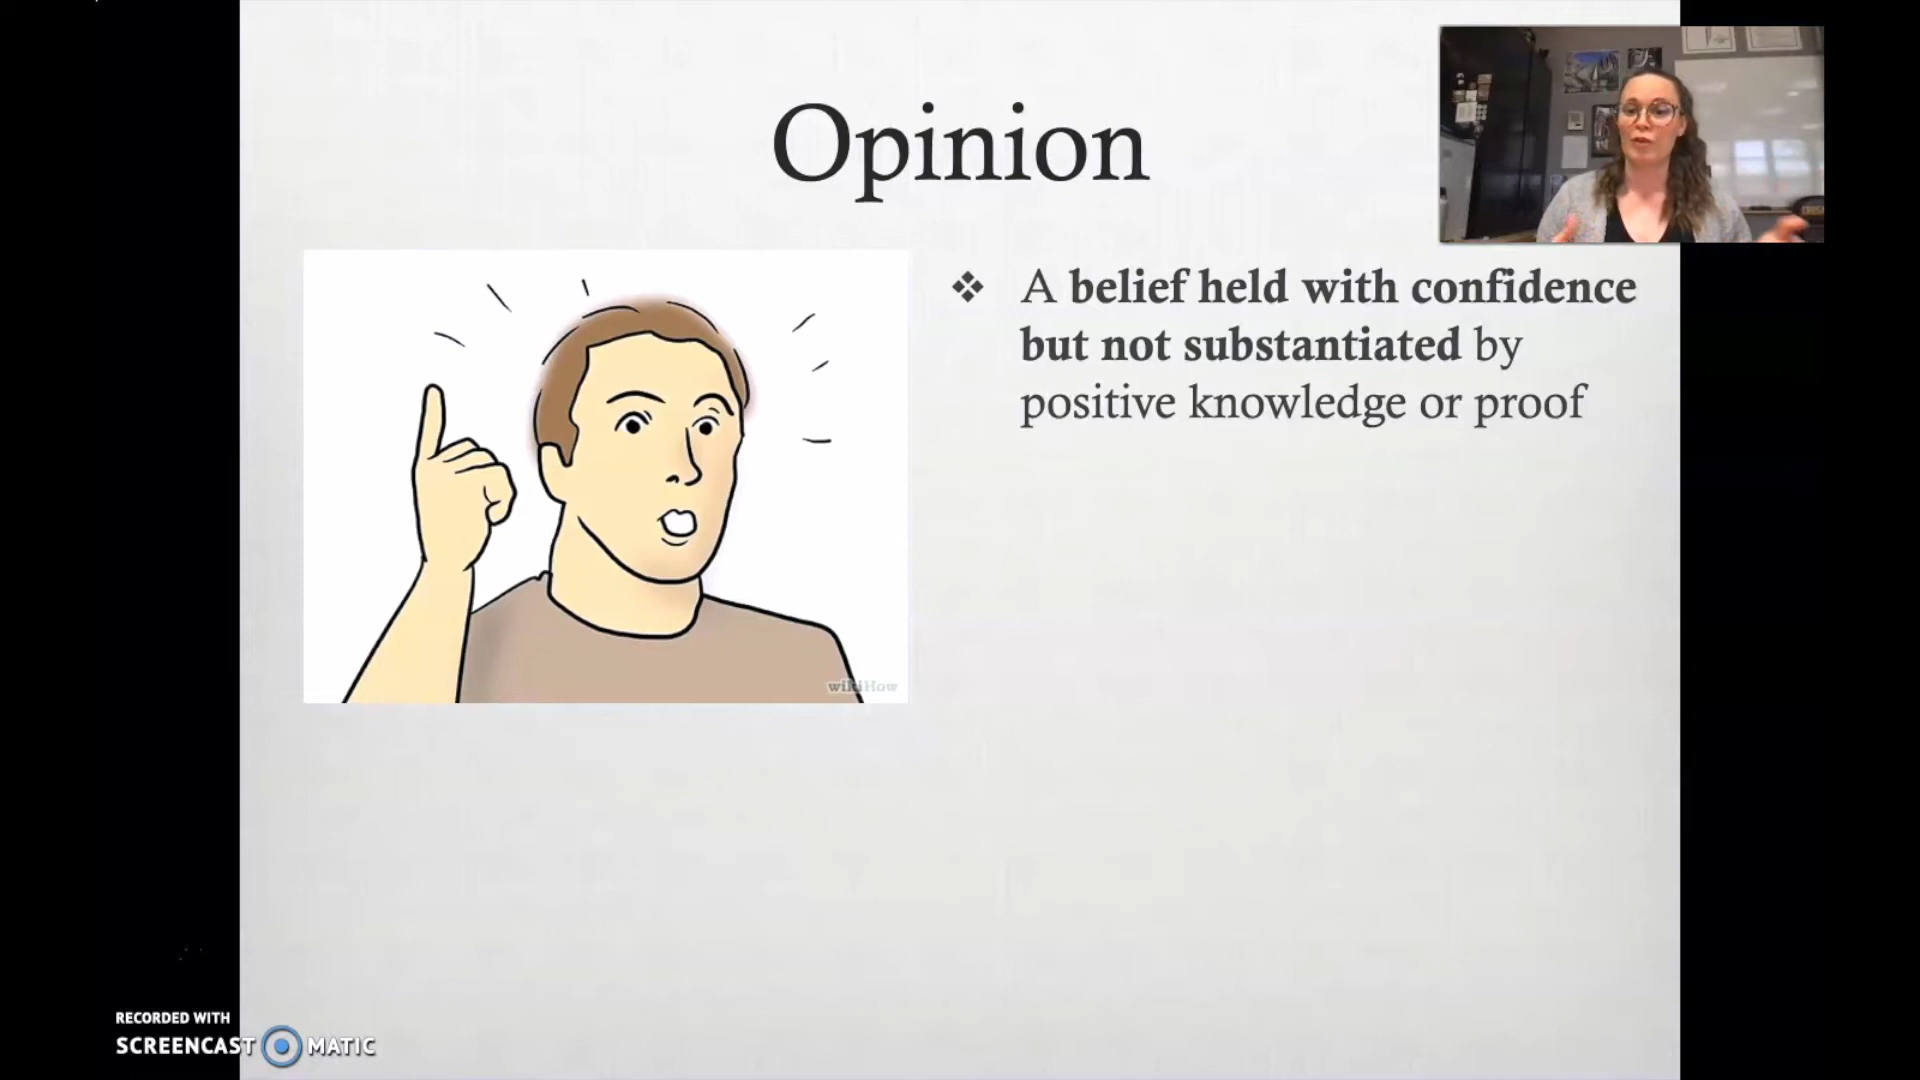 Opinion
❖ A belief held with confidence
but not substantiated by
positive knowledge or proof
wikiHow
RECORDED WITH
SCREENCAST MATIC